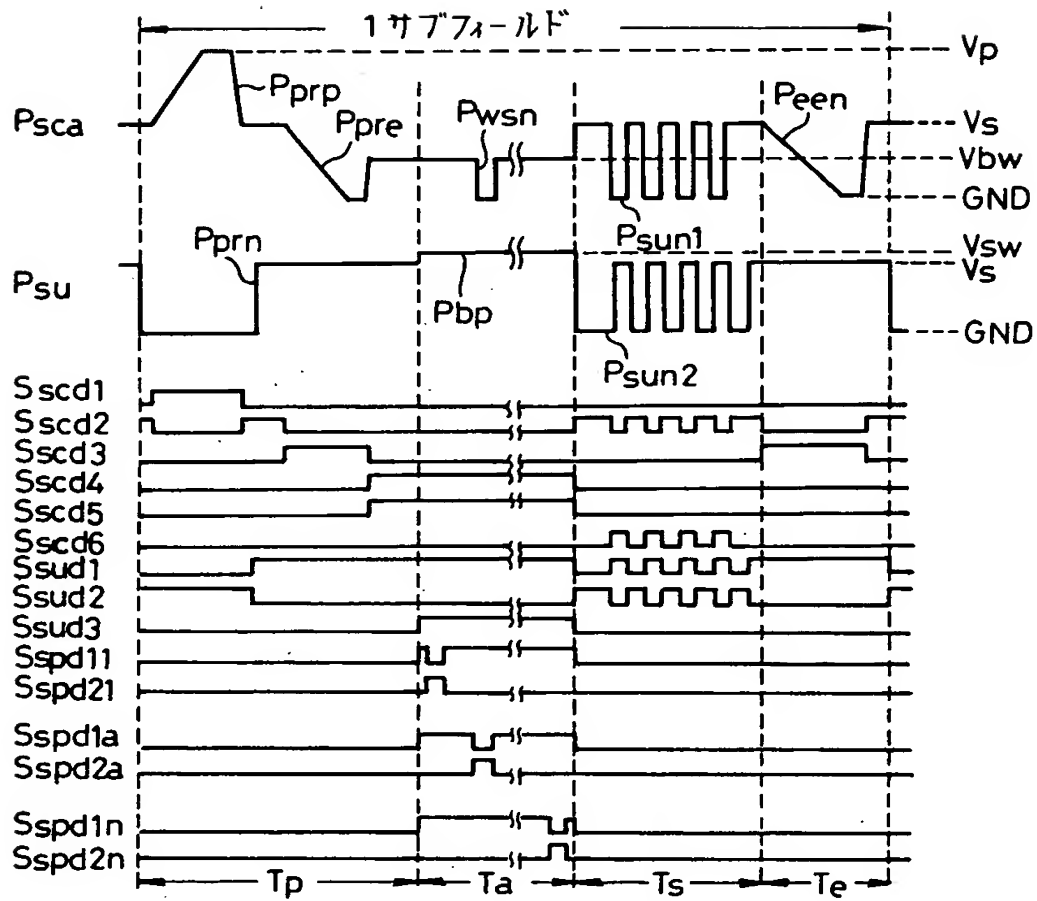 1サブフィールド
Vp
Pprp
Psca
Ppre
Pwsn
Peen
Vs
Vbw
GND
Psun1
Pprn
Vsw
Psu
Vs
Pbp
GND
Psun2
Sscd1
Sscd2
Sscd3
Sscd4
Sscd5
Sscd6
Ssud1
Ssud2
Ssud3
Sspd11
Sspd21
Sspd1a
Sspd2a
Sspd1n
Sspd2n
Tp Ta Ts Te